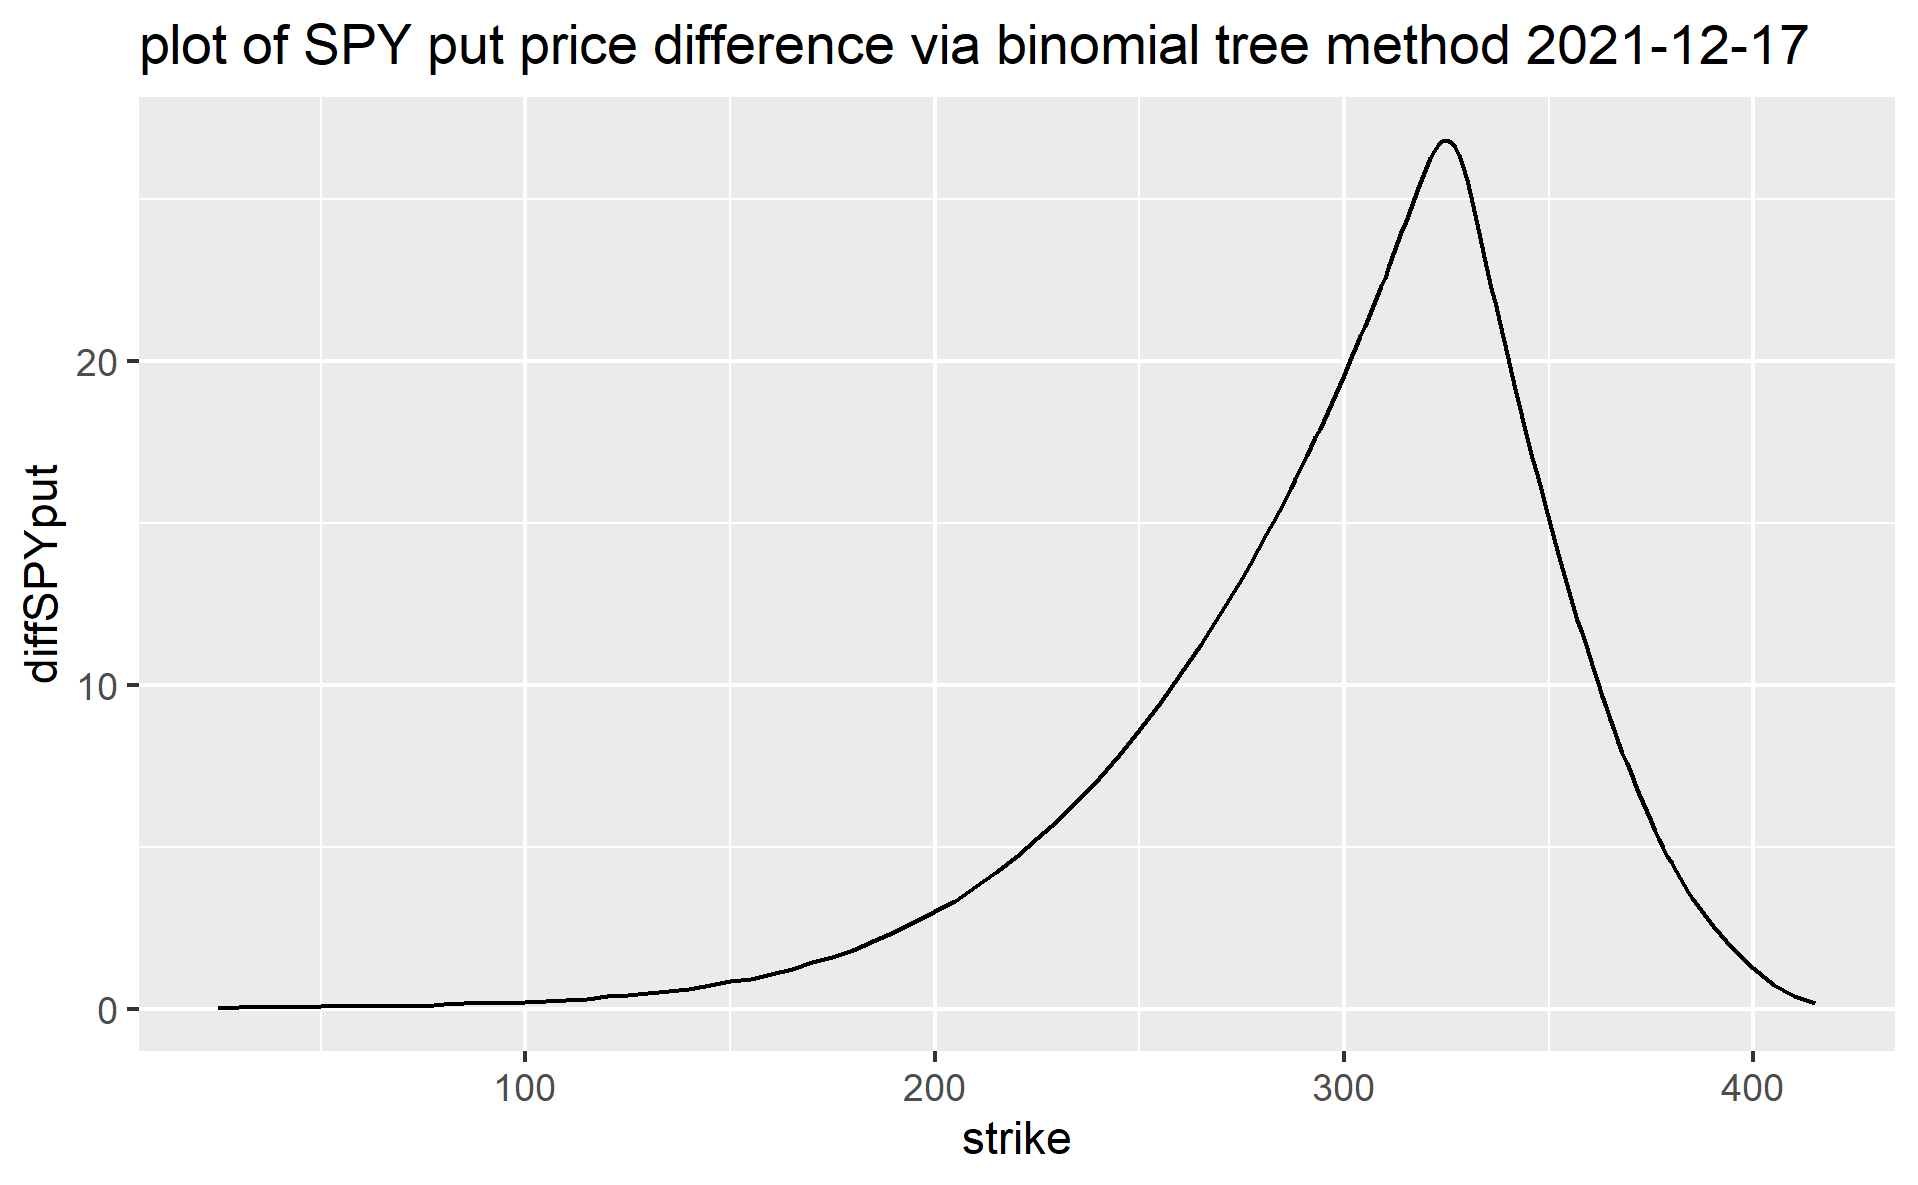 plot of SPY put price difference via binomial tree method 2021-12-17
diffSPYput
20
10
0
100 200 300 400
strike